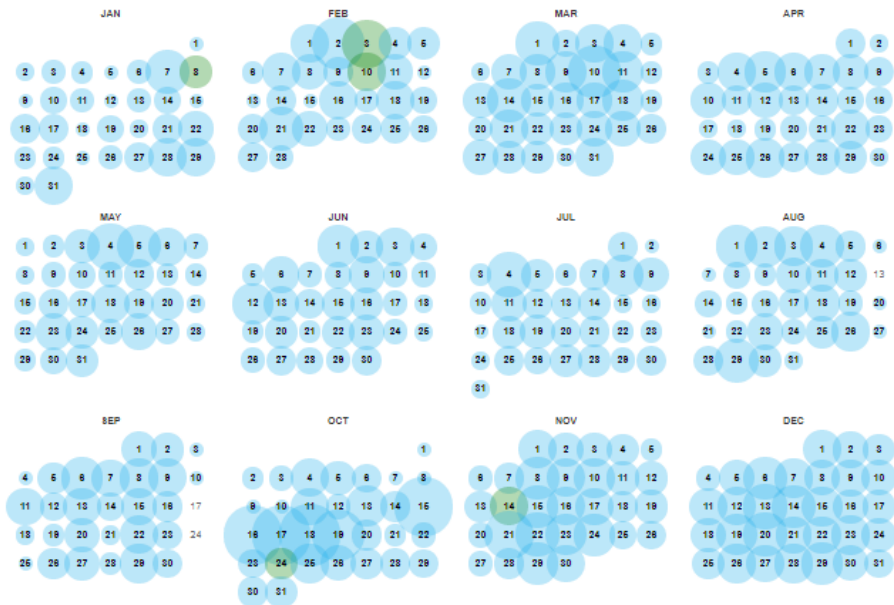 JAN
1
2 3 4 5 6 7 8
9 10 11 12 13 14 15
16 17 18 19 20 21 22
23 24 25 26 27 28 29
30 31
FEB
1 2 3 4 5
6 7 8 9 10 11 12
13 14 15 16 17 18 19
20 21 22 23 24 25 26
27 28
MAR
1 2 3 4 5
6 7 8 9 10 11 12
13 14 15 16 17 18 19
20 21 22 23 24 25 26
27 28 29 30 31
APR
1 2
3 4 5 6 7 8 9
10 11 12 13 14 15 16
17 18 19 20 21 22 23
24 25 26 27 28 29 30
MAY
1 2 3 4 5 6 7
8 9 10 11 12 13 14
15 16 17 18 19 20 21
22 23 24 25 26 27 28
29 30 31
JUN
1 2 3 4
5 6 7 8 9 10 11
12 13 14 15 16 17 18
19 20 21 22 23 24 25
26 27 28 29 30
JUL
1 2
3 4 5 6 7 8 9
10 11 12 13 14 15 16
17 18 19 20 21 22 23
24 25 26 27 28 29 30
31
AUG
1 2 3 4 5 6
7 8 9 10 11 12 13
14 15 16 17 18 19 20
21 22 23 24 25 26 27
28 29 30 31
SEP
1 2 3
4 5 6 7 8 9 10
11 12 13 14 15 16 17
18 19 20 21 22 23 24
25 26 27 28 29 30
OCT
1
2 3 4 5 6 7 8
9 10 11 12 13 14 15
16 17 18 19 20 21 22
23 24 25 26 27 28 29
30 31
NOV
1 2 3 4 5
6 7 8 9 10 11 12
13 14 15 16 17 18 19
20 21 22 23 24 25 26
27 28 29 30
DEC
1 2 3
4 5 6 7 8 9 10
11 12 13 14 15 16 17
18 19 20 21 22 23 24
25 26 27 28 29 30 31